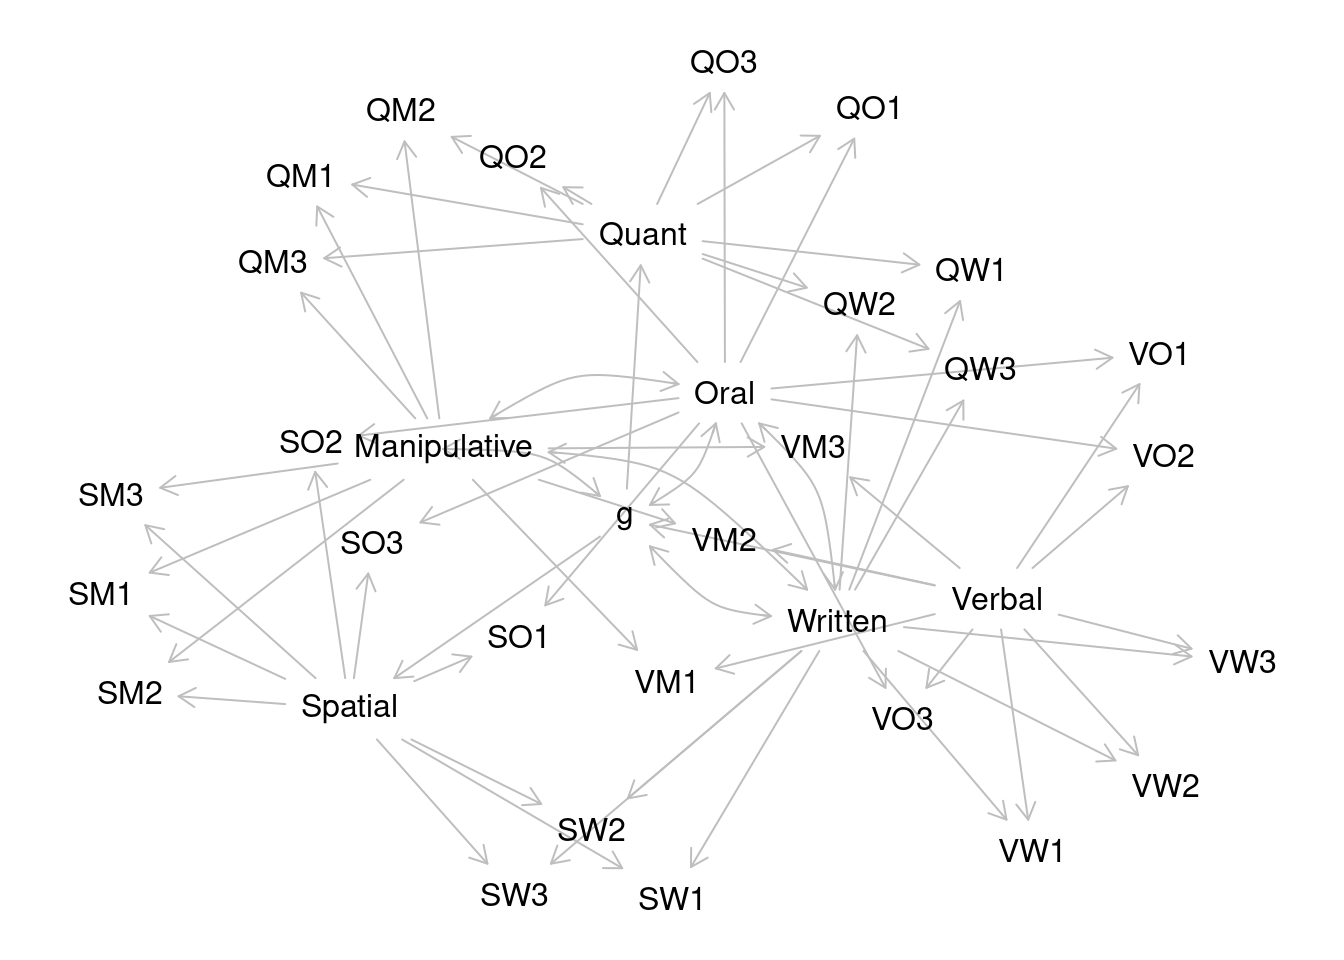 QO3
QO1
QM2
QO2
QM1
Quant
QM3
QW1
QW2
VO1
QW3
Oral
SO2
Manipulative
VM3
VO2
SM3
g
SO3
VM2
SM1
Verbal
Written
SO1
VW3
VM1
SM2
Spatial
VO3
VW2
SW2
VW1
SW3
SW1